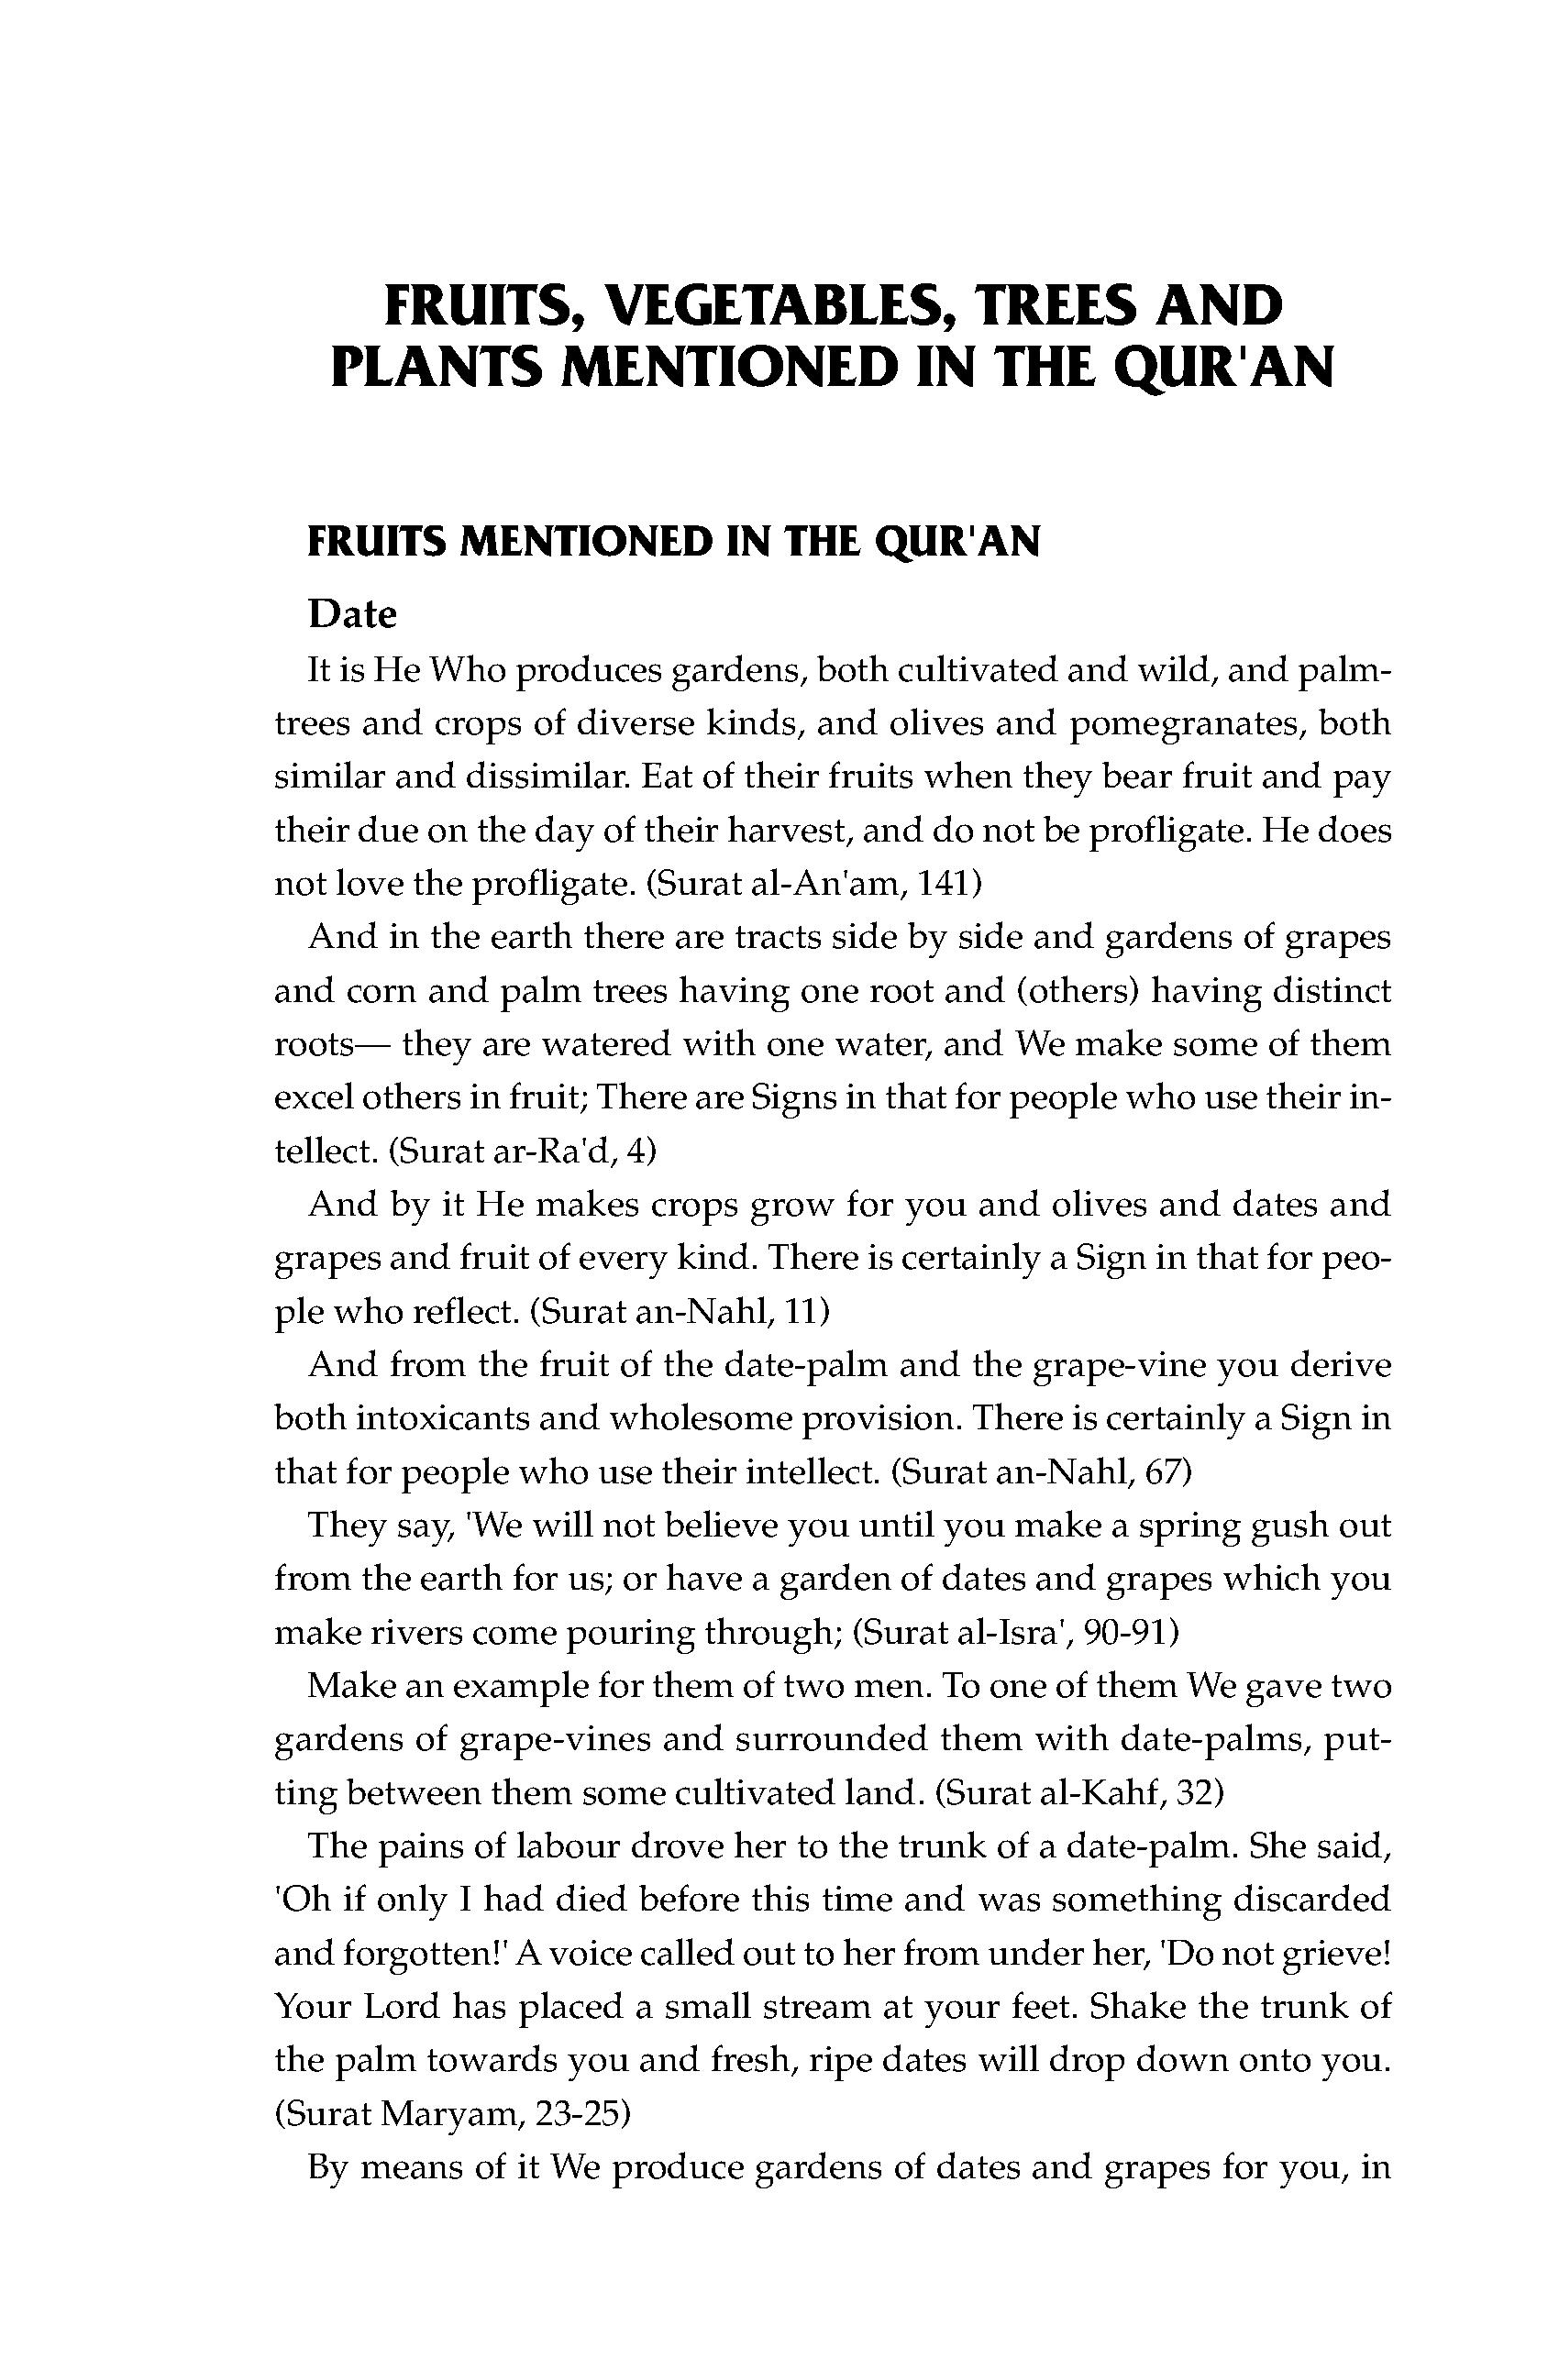 FRUITS, VEGETABLES, TREES AND
PLANTS MENTIONED IN THE QUR'AN
FRUITS MENTIONED IN THE QUR'AN
Date
It is He Who produces gardens, both cultivated and wild, and palm-
trees and crops of diverse kinds, and olives and pomegranates, both
similar and dissimilar. Eat of their fruits when they bear fruit and pay
their due on the day of their harvest, and do not be profligate. He does
not love the profligate. (Surat al-An'am, 141)
And in the earth there are tracts side by side and gardens of grapes
and corn and palm trees having one root and (others) having distinct
roots— they are watered with one water, and We make some of them
excel others in fruit; There are Signs in that for people who use their in-
tellect. (Surat ar-Ra'd, 4)
And by it He makes crops grow for you and olives and dates and
grapes and fruit of every kind. There is certainly a Sign in that for peo-
ple who reflect. (Surat an-Nahl, 11)
And from the fruit of the date-palm and the grape-vine you derive
both intoxicants and wholesome provision. There is certainly a Sign in
that for people who use their intellect. (Surat an-Nahl, 67)
They say, 'We will not believe you until you make a spring gush out
from the earth for us; or have a garden of dates and grapes which you
make rivers come pouring through; (Surat al-Isra', 90-91)
Make an example for them of two men. To one of them We gave two
gardens of grape-vines and surrounded them with date-palms, put-
ting between them some cultivated land. (Surat al-Kahf, 32)
The pains of labour drove her to the trunk of a date-palm. She said,
'Oh if only I had died before this time and was something discarded
and forgotten!' A voice called out to her from under her, 'Do not grieve!
Your Lord has placed a small stream at your feet. Shake the trunk of
the palm towards you and fresh, ripe dates will drop down onto you.
(Surat Maryam, 23-25)
By means of it We produce gardens of dates and grapes for you, in